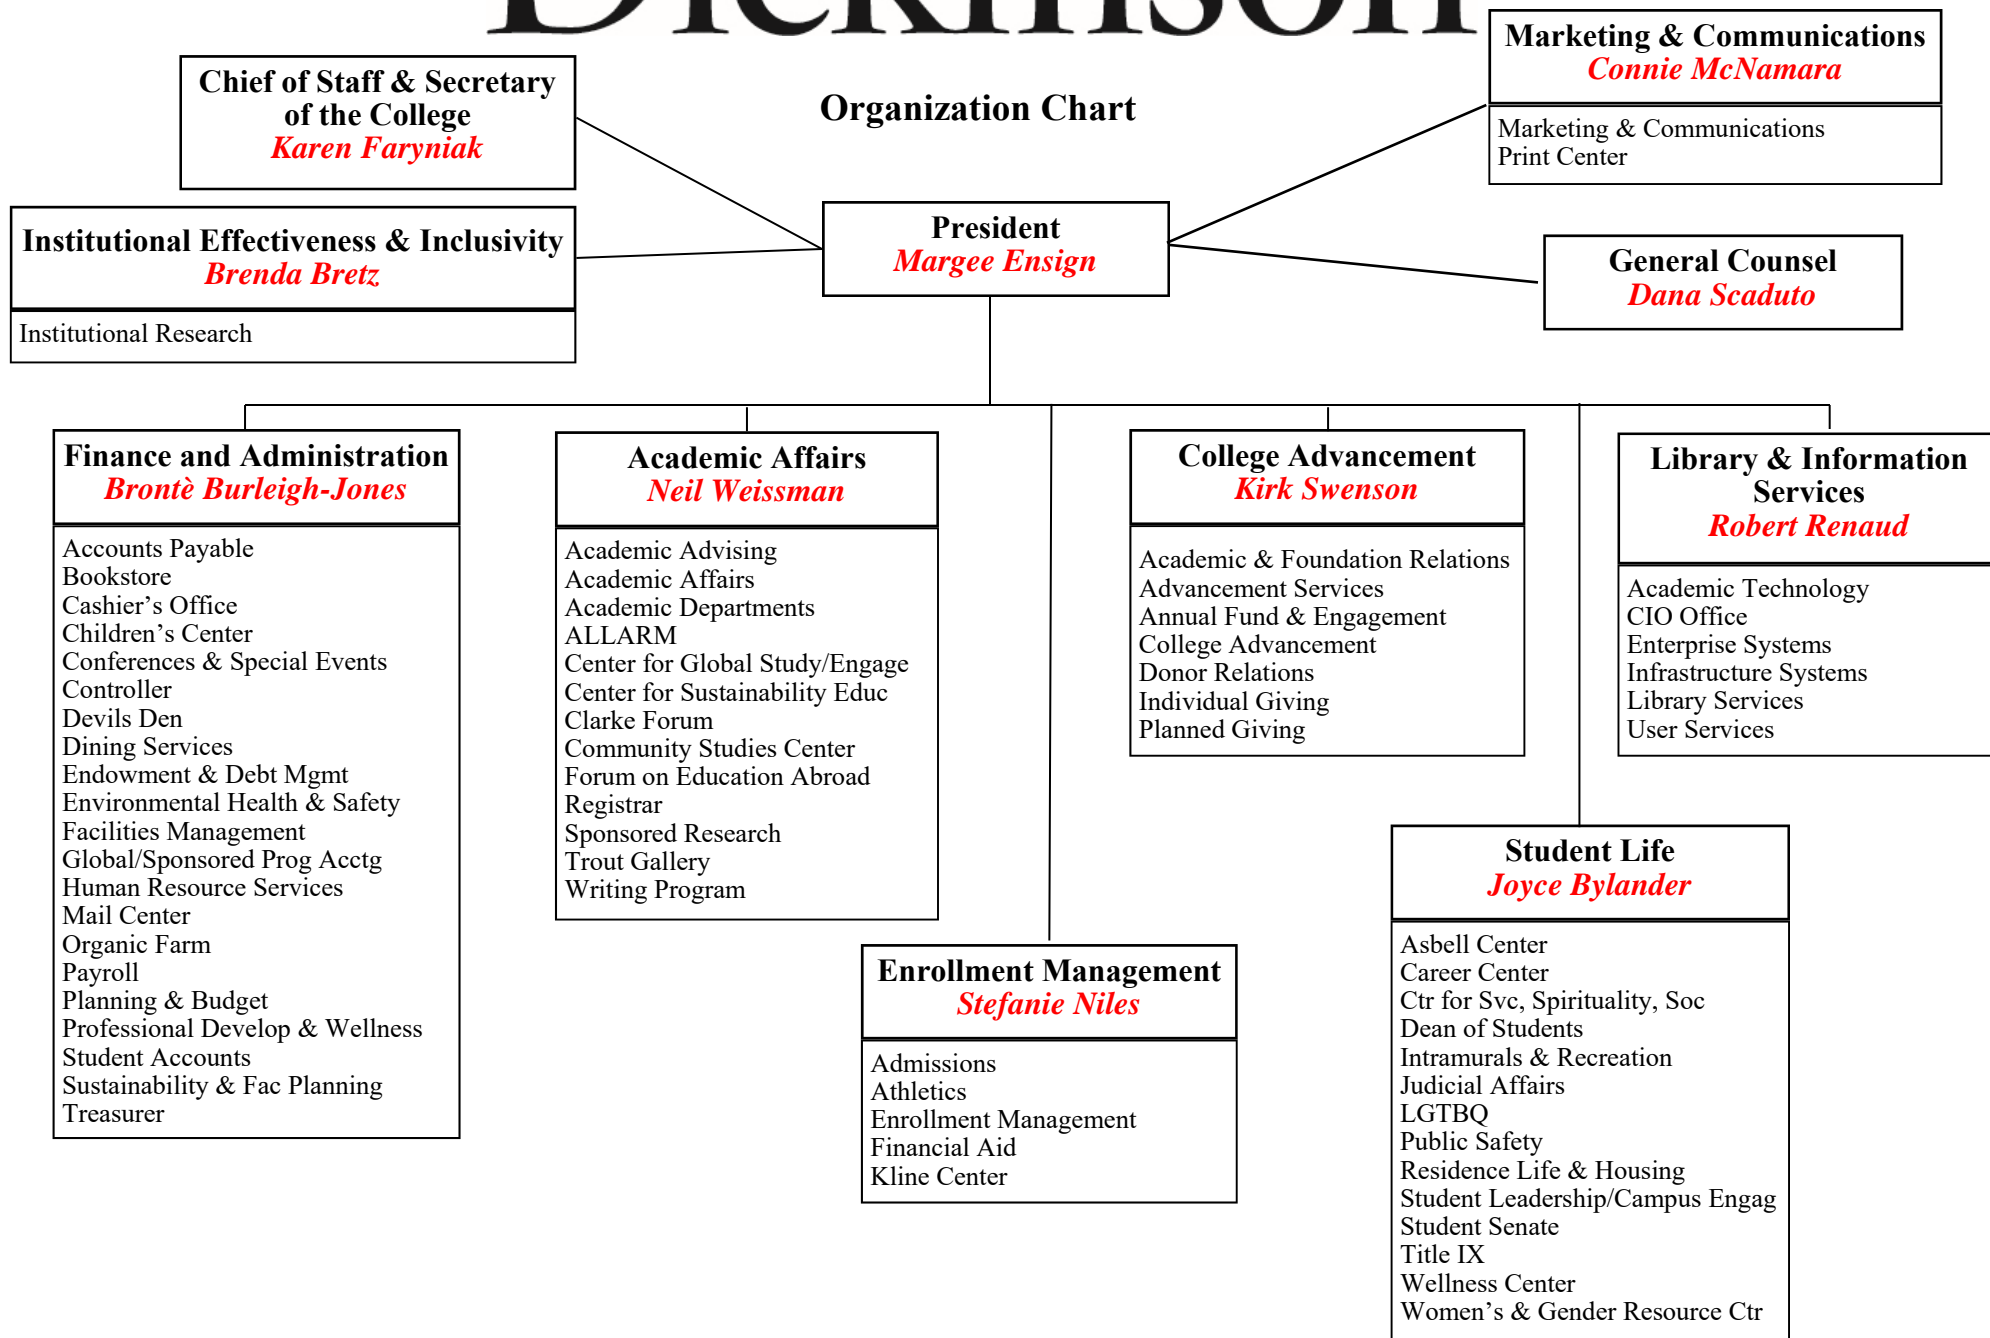 Dickinson
Organization Chart
Chief of Staff & Secretary
of the College
Karen Faryniak
Marketing & Communications
Connie McNamara
Marketing & Communications
Print Center
Institutional Effectiveness & Inclusivity
Brenda Bretz
Institutional Research
President
Margee Ensign
General Counsel
Dana Scaduto
Finance and Administration
Brontè Burleigh-Jones
Accounts Payable
Bookstore
Cashier’s Office
Children’s Center
Conferences & Special Events
Controller
Devils Den
Dining Services
Endowment & Debt Mgmt
Environmental Health & Safety
Facilities Management
Global/Sponsored Prog Acctg
Human Resource Services
Mail Center
Organic Farm
Payroll
Planning & Budget
Professional Develop & Wellness
Student Accounts
Sustainability & Fac Planning
Treasurer
Academic Affairs
Neil Weissman
Academic Advising
Academic Affairs
Academic Departments
ALLARM
Center for Global Study/Engage
Center for Sustainability Educ
Clarke Forum
Community Studies Center
Forum on Education Abroad
Registrar
Sponsored Research
Trout Gallery
Writing Program
Enrollment Management
Stefanie Niles
Admissions
Athletics
Enrollment Management
Financial Aid
Kline Center
College Advancement
Kirk Swenson
Academic & Foundation Relations
Advancement Services
Annual Fund & Engagement
College Advancement
Donor Relations
Individual Giving
Planned Giving
Student Life
Joyce Bylander
Asbell Center
Career Center
Ctr for Svc, Spirituality, Soc
Dean of Students
Intramurals & Recreation
Judicial Affairs
LGTBQ
Public Safety
Residence Life & Housing
Student Leadership/Campus Engag
Student Senate
Title IX
Wellness Center
Women’s & Gender Resource Ctr
Library & Information
Services
Robert Renaud
Academic Technology
CIO Office
Enterprise Systems
Infrastructure Systems
Library Services
User Services